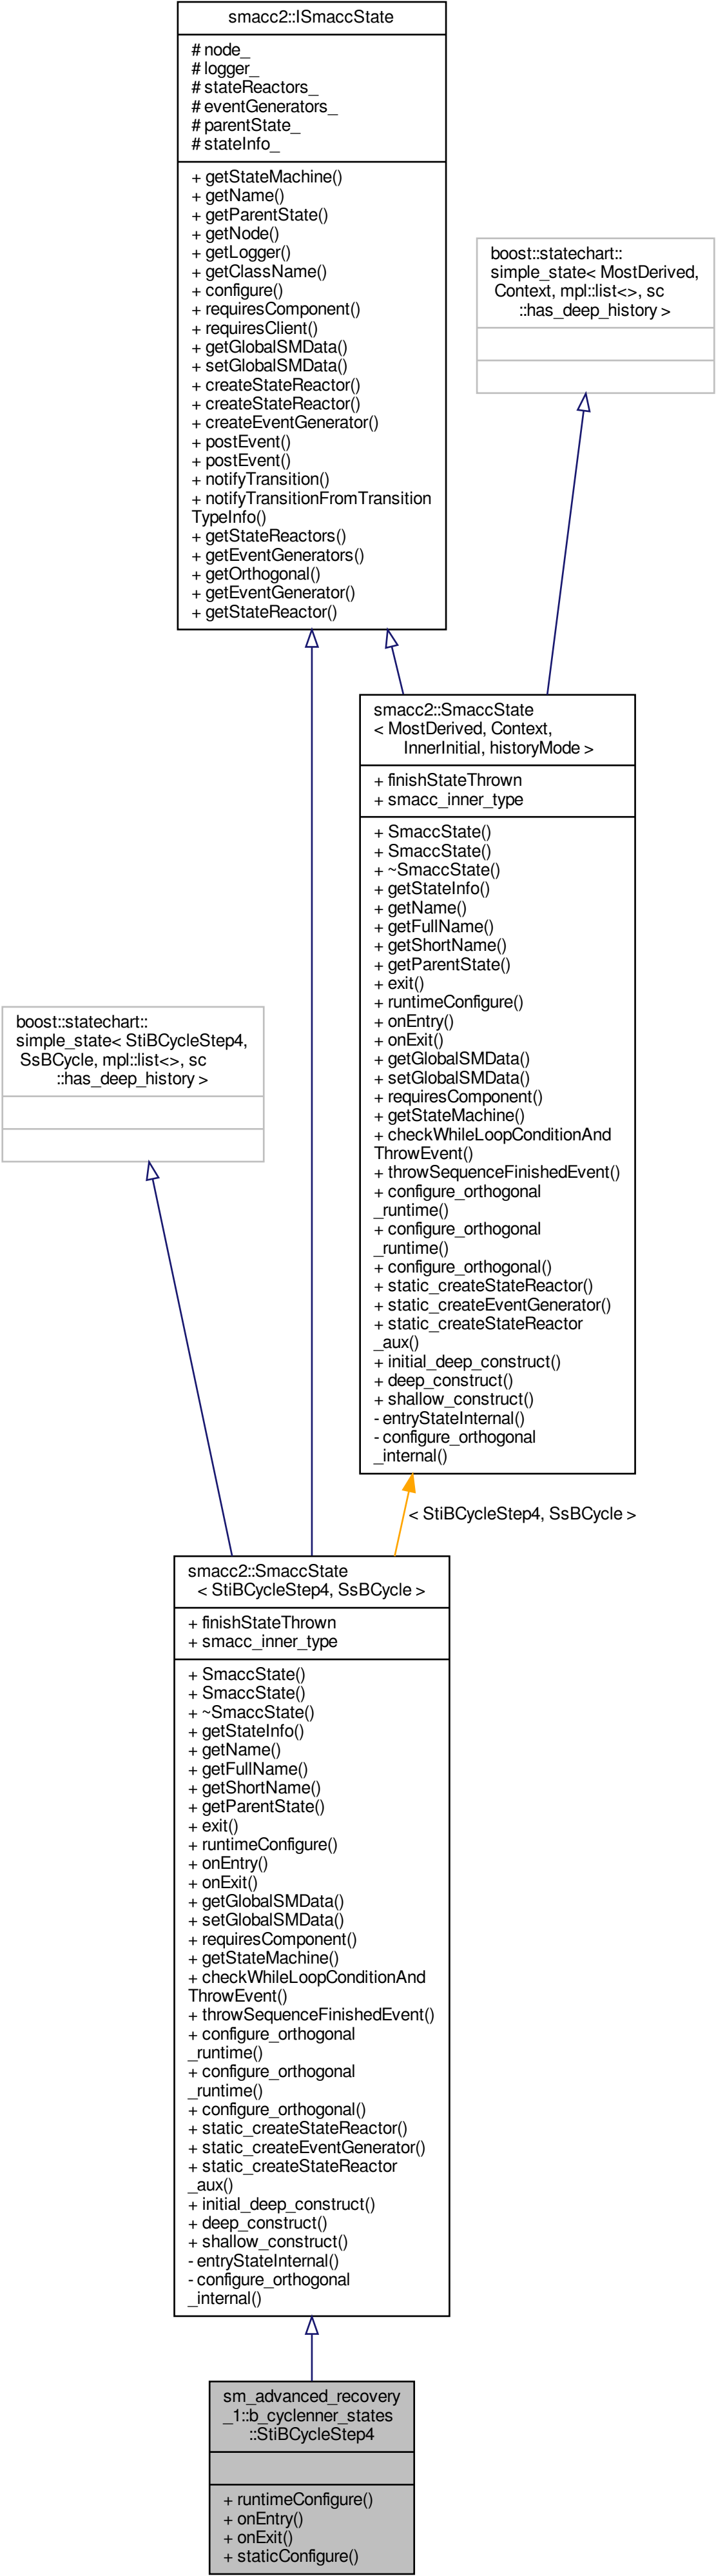 smacc2::ISmaccState
# node_
# logger_
# stateReactors_
# eventGenerators_
# parentState_
# stateInfo_
+ getStateMachine()
+ getName()
+ getParentState()
+ getNode()
+ getLogger()
+ getClassName()
+ configure()
+ requiresComponent()
+ requiresClient()
+ getGlobalSMData()
+ setGlobalSMData()
+ createStateReactor()
+ createStateReactor()
+ createEventGenerator()
+ postEvent()
+ postEvent()
+ notifyTransition()
+ notifyTransitionFromTransition
TypeInfo()
+ getStateReactors()
+ getEventGenerators()
+ getOrthogonal()
+ getEventGenerator()
+ getStateReactor()
boost::statechart::
simple_state< MostDerived,
Context, mpl::list<>, sc
::has_deep_history >
smacc2::SmaccState
< MostDerived, Context,
InnerInitial, historyMode >
+ finishStateThrown
+ smacc_inner_type
+ SmaccState()
+ SmaccState()
+ ~SmaccState()
+ getStateInfo()
+ getName()
+ getFullName()
+ getShortName()
+ getParentState()
+ exit()
+ runtimeConfigure()
+ onEntry()
+ onExit()
+ getGlobalSMData()
+ setGlobalSMData()
+ requiresComponent()
+ getStateMachine()
+ checkWhileLoopConditionAnd
ThrowEvent()
+ throwSequenceFinishedEvent()
+ configure_orthogonal
_runtime()
+ configure_orthogonal
_runtime()
+ configure_orthogonal()
+ static_createStateReactor()
+ static_createEventGenerator()
+ static_createStateReactor
_aux()
+ initial_deep_construct()
+ deep_construct()
+ shallow_construct()
- entryStateInternal()
- configure_orthogonal
_internal()
boost::statechart::
simple_state< StiBCycleStep4,
SsBCycle, mpl::list<>, sc
::has_deep_history >
< StiBCycleStep4, SsBCycle >
smacc2::SmaccState
< StiBCycleStep4, SsBCycle >
+ finishStateThrown
+ smacc_inner_type
+ SmaccState()
+ SmaccState()
+ ~SmaccState()
+ getStateInfo()
+ getName()
+ getFullName()
+ getShortName()
+ getParentState()
+ exit()
+ runtimeConfigure()
+ onEntry()
+ onExit()
+ getGlobalSMData()
+ setGlobalSMData()
+ requiresComponent()
+ getStateMachine()
+ checkWhileLoopConditionAnd
ThrowEvent()
+ throwSequenceFinishedEvent()
+ configure_orthogonal
_runtime()
+ configure_orthogonal
_runtime()
+ configure_orthogonal()
+ static_createStateReactor()
+ static_createEventGenerator()
+ static_createStateReactor
_aux()
+ initial_deep_construct()
+ deep_construct()
+ shallow_construct()
- entryStateInternal()
- configure_orthogonal
_internal()
sm_advanced_recovery
_1::b_cyclenner_states
::StiBCycleStep4
+ runtimeConfigure()
+ onEntry()
+ onExit()
+ staticConfigure()